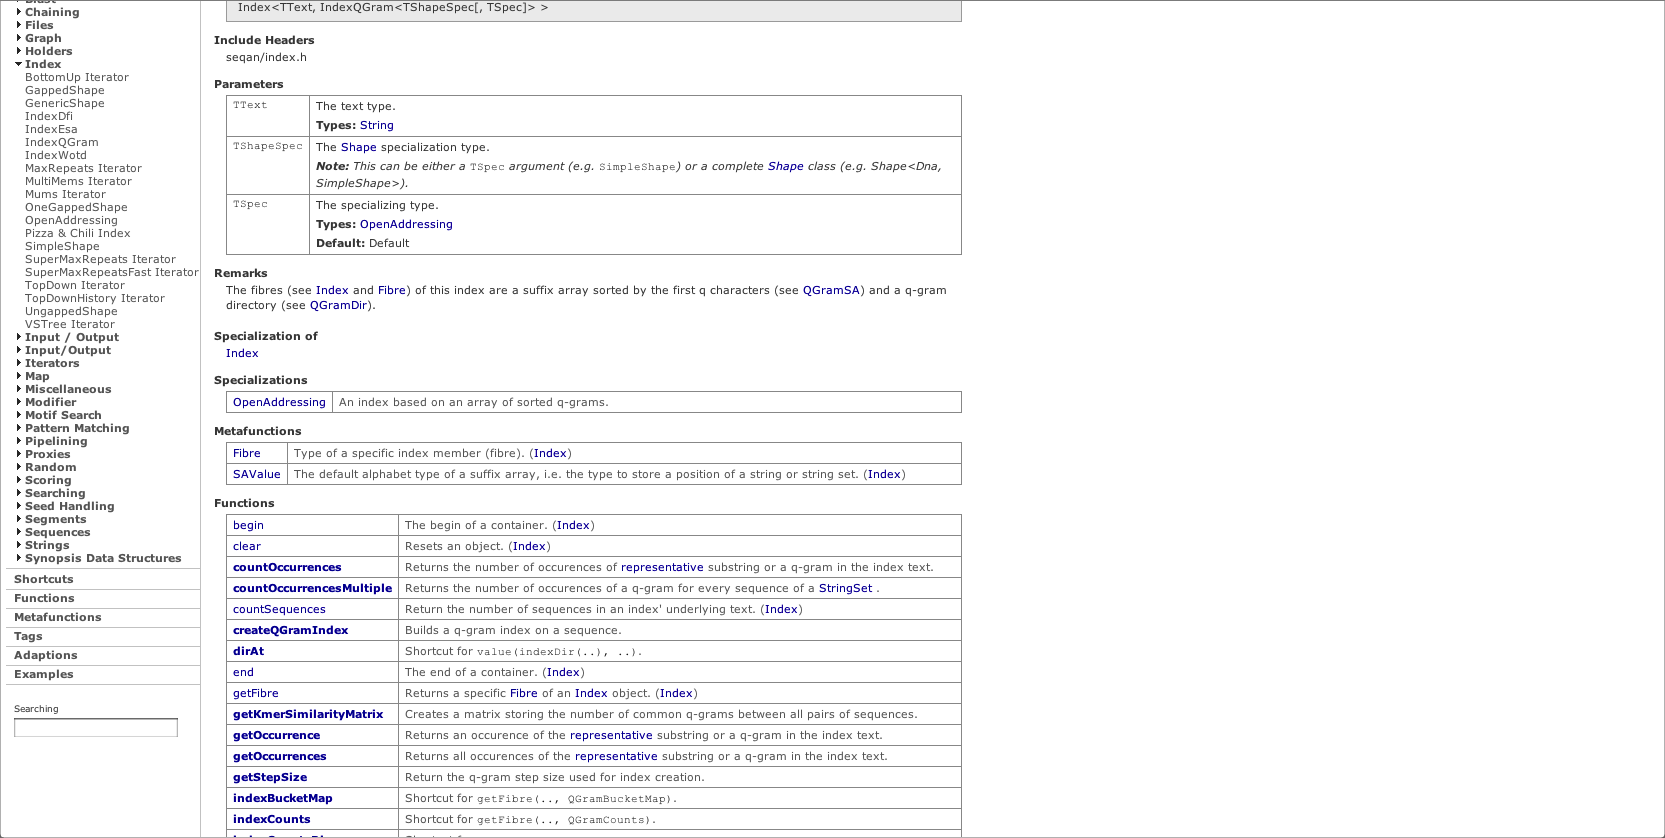 Chaining
Files
Graph
Holders
Index
BottomUp Iterator
GappedShape
GenericShape
IndexDfi
IndexEsa
IndexQGram
IndexWotd
MaxRepeats Iterator
MultiMems Iterator
Mums Iterator
OneGappedShape
OpenAddressing
Pizza & Chili Index
SimpleShape
SuperMaxRepeats Iterator
SuperMaxRepeatsFast Iterator
TopDown Iterator
TopDownHistory Iterator
UngappedShape
VSTree Iterator
Input / Output
Input/Output
Iterators
Map
Miscellaneous
Modifier
Motif Search
Pattern Matching
Pipelining
Proxies
Random
Scoring
Searching
Seed Handling
Segments
Sequences
Strings
Synopsis Data Structures
Shortcuts
Functions
Metafunctions
Tags
Adaptions
Examples
Searching
Index<TText, IndexQGram<TShapeSpec[, TSpec]> >
Include Headers
seqan/index.h
Parameters
TText The text type.
Types: String
TShapeSpec The Shape specialization type.
Note: This can be either a TSpec argument (e.g. SimpleShape) or a complete Shape class (e.g. Shape<Dna,
SimpleShape>).
TSpec The specializing type.
Types: OpenAddressing
Default: Default
Remarks
The fibres (see Index and Fibre) of this index are a suffix array sorted by the first q characters (see QGramSA) and a q-gram
directory (see QGramDir).
Specialization of
Index
Specializations
OpenAddressing An index based on an array of sorted q-grams.
Metafunctions
Fibre Type of a specific index member (fibre). (Index)
SAValue The default alphabet type of a suffix array, i.e. the type to store a position of a string or string set. (Index)
Functions
begin The begin of a container. (Index)
clear Resets an object. (Index)
countOccurrences Returns the number of occurences of representative substring or a q-gram in the index text.
countOccurrencesMultiple Returns the number of occurences of a q-gram for every sequence of a StringSet .
countSequences Return the number of sequences in an index' underlying text. (Index)
createQGramIndex Builds a q-gram index on a sequence.
dirAt Shortcut for value(indexDir(..), ..).
end The end of a container. (Index)
getFibre Returns a specific Fibre of an Index object. (Index)
getKmerSimilarityMatrix Creates a matrix storing the number of common q-grams between all pairs of sequences.
getOccurrence Returns an occurence of the representative substring or a q-gram in the index text.
getOccurrences Returns all occurences of the representative substring or a q-gram in the index text.
getStepSize Return the q-gram step size used for index creation.
indexBucketMap Shortcut for getFibre(.., QGramBucketMap).
indexCounts Shortcut for getFibre(.., QGramCounts).